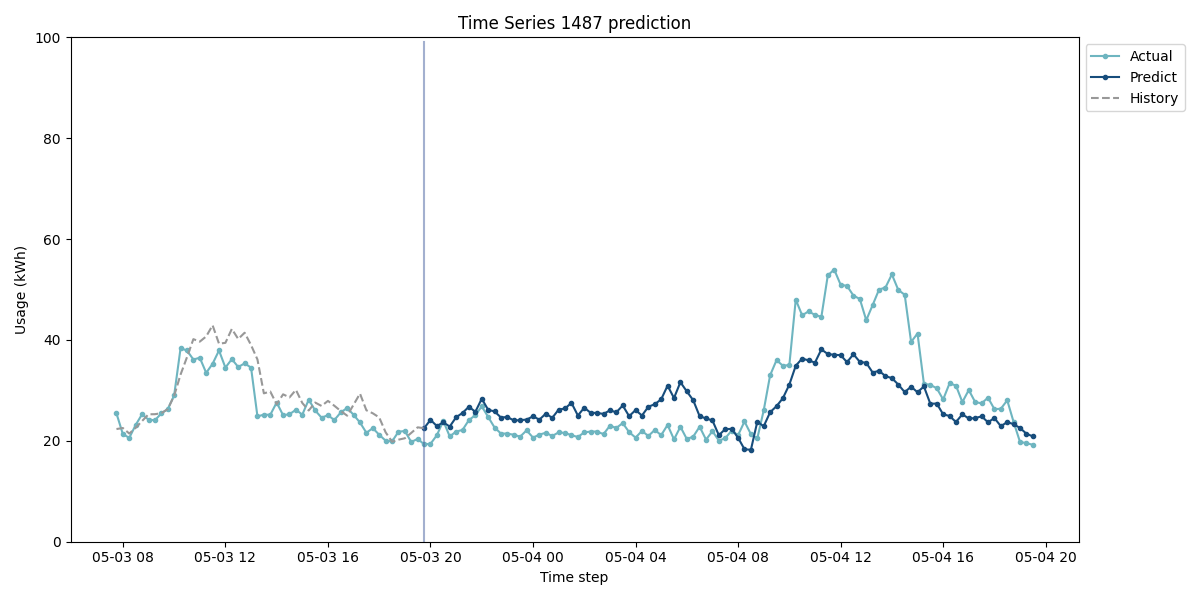 Time Series 1487 prediction
100
80
60
40
20
0
Usage (kWh)
05-03 08
05-03 12
05-03 16
05-03 20
05-04 00
05-04 04
05-04 08
05-04 12
05-04 16
05-04 20
Time step
Actual
Predict
History